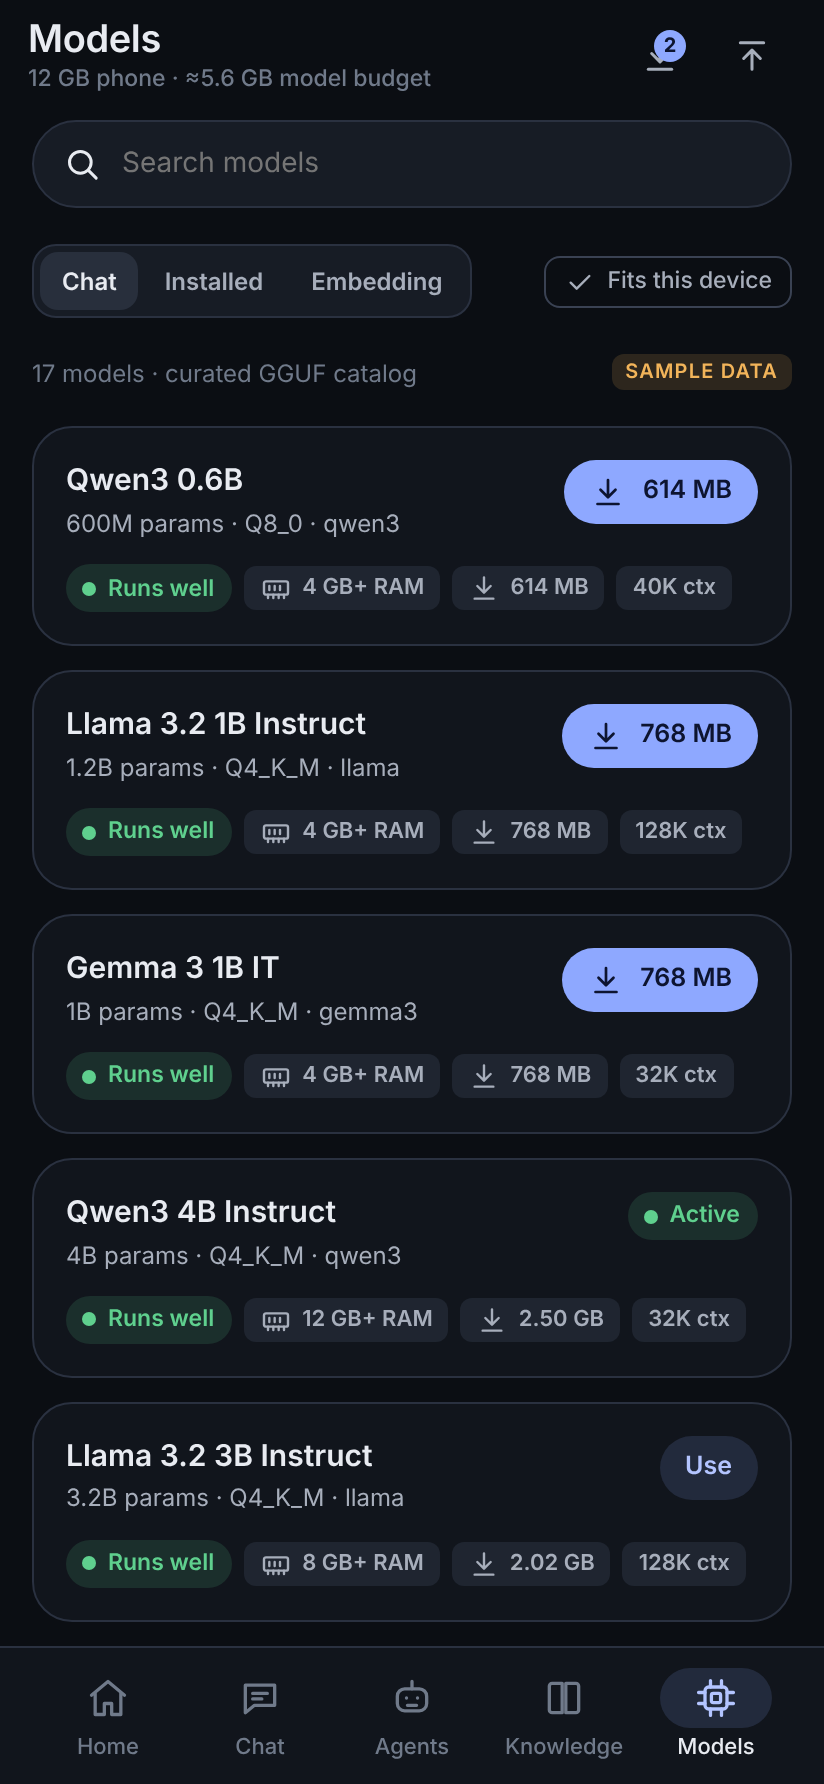 Models
12 GB phone · ≈5.6 GB model budget
2
Search models
Chat Installed Embedding
Fits this device
17 models · curated GGUF catalog
SAMPLE DATA
Qwen3 0.6B
614 MB
600M params · Q8_0 · qwen3
Runs well 4 GB+ RAM 614 MB 40K ctx
Llama 3.2 1B Instruct
768 MB
1.2B params · Q4_K_M · llama
Runs well 4 GB+ RAM 768 MB 128K ctx
Gemma 3 1B IT
768 MB
1B params · Q4_K_M · gemma3
Runs well 4 GB+ RAM 768 MB 32K ctx
Qwen3 4B Instruct
Active
4B params · Q4_K_M · qwen3
Runs well 12 GB+ RAM 2.50 GB 32K ctx
Llama 3.2 3B Instruct
Use
3.2B params · Q4_K_M · llama
Runs well 8 GB+ RAM 2.02 GB 128K ctx
Home Chat Agents Knowledge Models